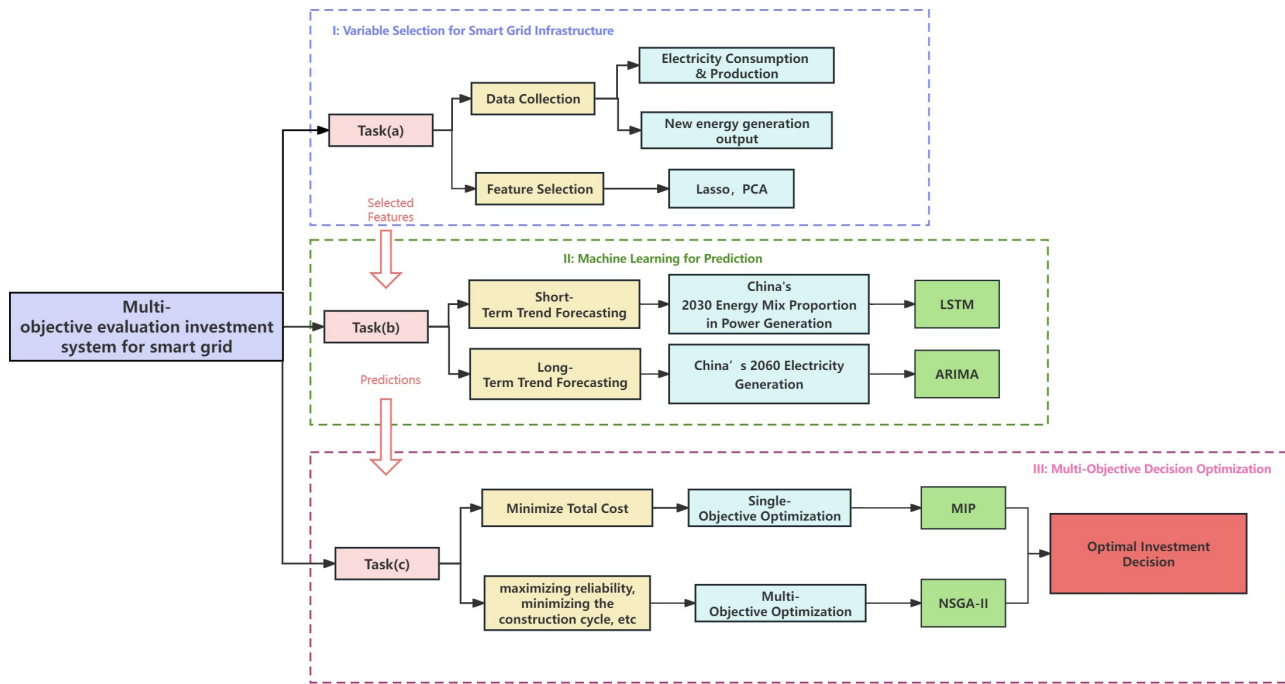 I: Variable Selection for Smart Grid Infrastructure
Electricity Consumption
& Production
Data Collection
New energy generation
output
Task(a)
Feature Selection
Lasso，PCA
Selected
Features
II: Machine Learning for Prediction
Short-
Term Trend Forecasting
China's
2030 Energy Mix Proportion
in Power Generation
LSTM
Multi-
objective evaluation investment
system for smart grid
Task(b)
Long-
Term Trend Forecasting
China’s 2060 Electricity
Generation
ARIMA
Predictions
III: Multi-Objective Decision Optimization
Minimize Total Cost
Single-
Objective Optimization
MIP
Task(c)
Optimal Investment
Decision
maximizing reliability,
minimizing the
construction cycle, etc
Multi-
Objective Optimization
NSGA-II